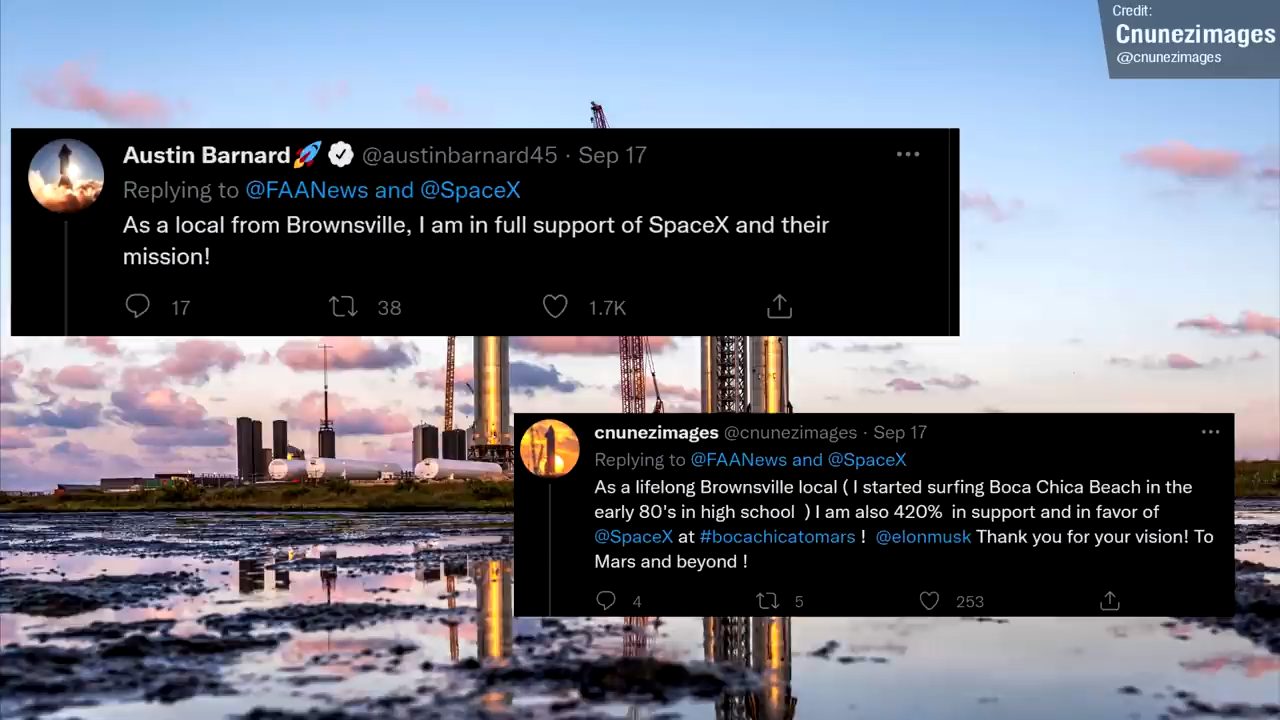 Credit:
Cnunezimages
@cnunezimages
Austin Barnard🚀 @austinbarnard45 · Sep 17
Replying to @FAANews and @SpaceX
As a local from Brownsville, I am in full support of SpaceX and their
mission!
17 38 1.7K
cnunezimages @cnunezimages · Sep 17
Replying to @FAANews and @SpaceX
As a lifelong Brownsville local ( I started surfing Boca Chica Beach in the
early 80's in high school  ) I am also 420%  in support and in favor of
@SpaceX at #bocachicatomars !  @elonmusk Thank you for your vision! To
Mars and beyond !
4 5 253